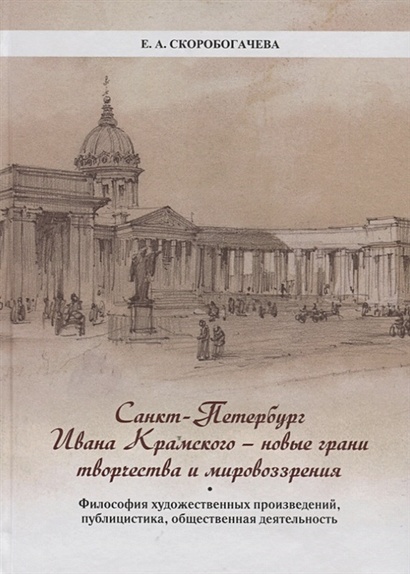 Е. А. СКОРОБОГАЧЕВА
Санкт-Петербург
Ивана Крамского – новые грани
творчества и мировоззрения
•
Философия художественных произведений,
публицистика, общественная деятельность